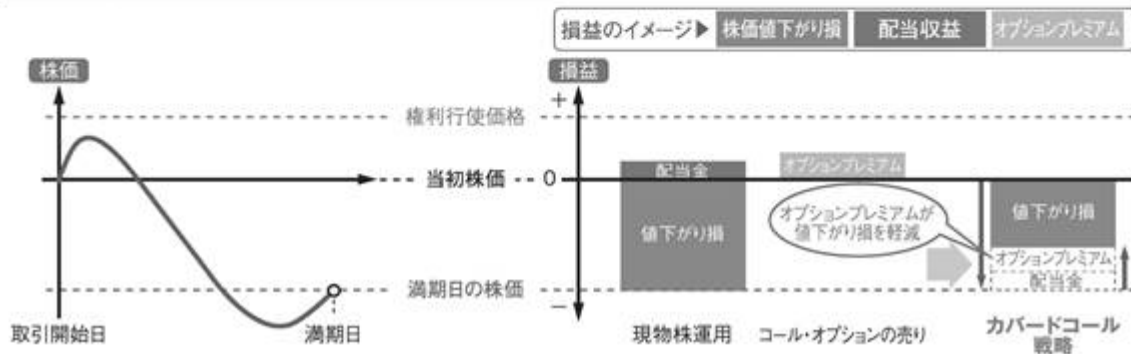 損益のイメージ▶ 株価値下がり損 配当収益 オプションプレミアム
株価
損益
+
権利行使価格
オプションプレミアム
配当金
当初株価
0
値下がり損
オプションプレミアムが
値下がり損を軽減
値下がり損
オプションプレミアム
配当金
満期日の株価
−
取引開始日
満期日
現物株運用
コール・オプションの売り
カバードコール
戦略